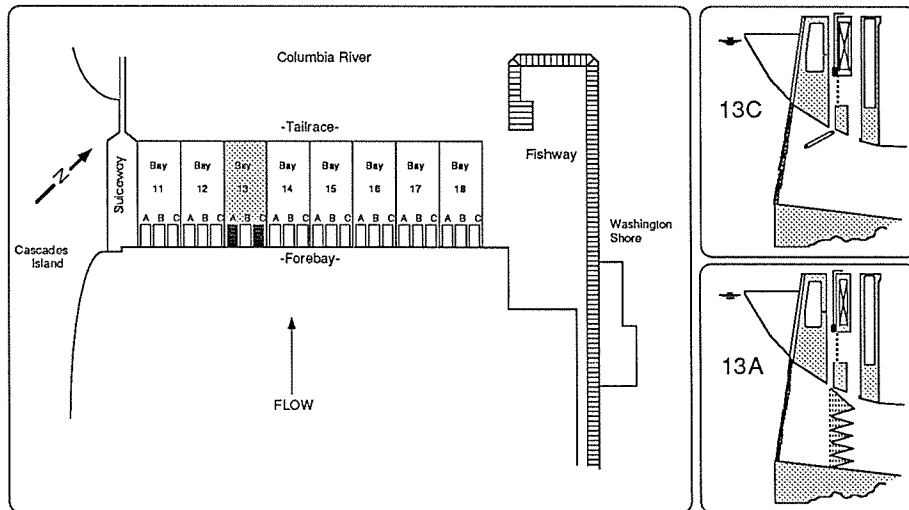 Columbia River
-Tailrace-
Fishway
Bay Bay Bay Bay Bay Bay Bay Bay
11 12 13 14 15 16 17 18
N
Sluiceway
A B C A B C A B C A B C A B C A B C A B C A B C
Cascades
Island
-Forebay-
Washington
Shore
FLOW
13C
13A